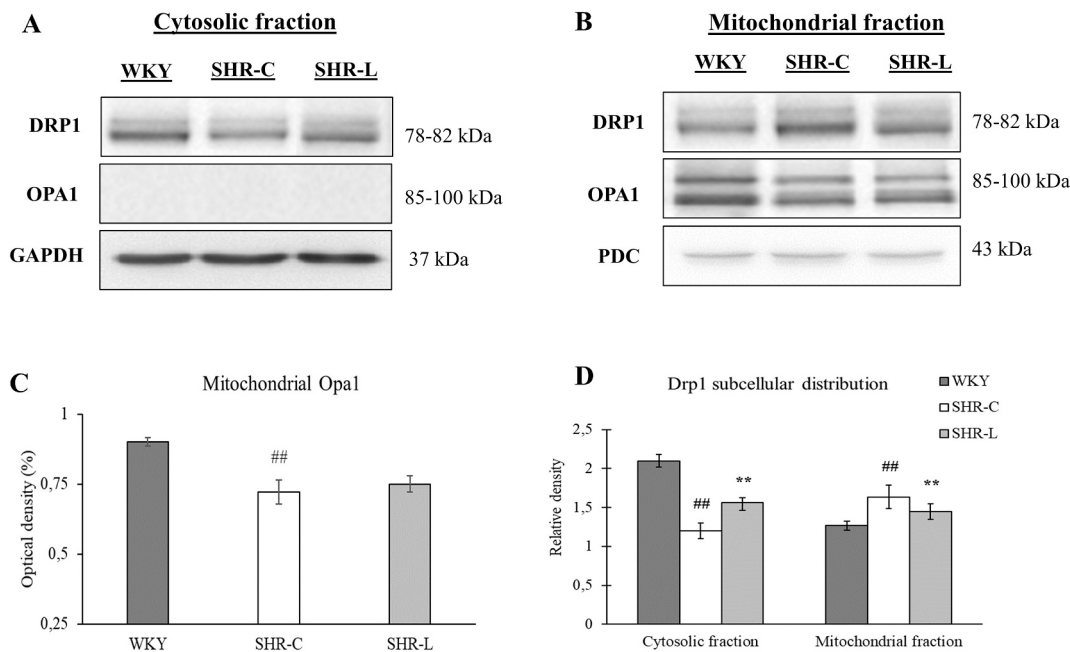 A
Cytosolic fraction
WKY SHR-C SHR-L
DRP1 78-82 kDa
OPA1 85-100 kDa
GAPDH 37 kDa
B
Mitochondrial fraction
WKY SHR-C SHR-L
DRP1 78-82 kDa
OPA1 85-100 kDa
PDC 43 kDa
C
Mitochondrial Opa1
Optical density (%)
1
0,75
0,5
0,25
##
WKY SHR-C SHR-L
D
Drp1 subcellular distribution
WKY
SHR-C
SHR-L
Relative density
2,5
2
1,5
1
0,5
0
## ** ## **
Cytosolic fraction Mitochondrial fraction